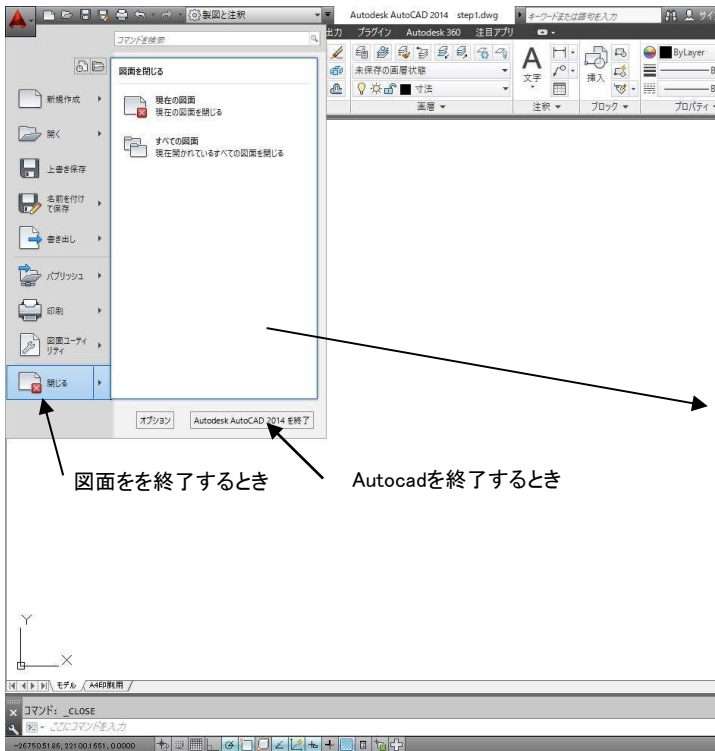 製図と注釈
Autodesk AutoCAD 2014 step1.dwg
キーワードまたは語句を入力
サイ
コマンドを検索
出力 プラグイン Autodesk 360 注目アプリ
図面を閉じる
現在の図面
現在の図面を閉じる
すべての図面
現在開かれているすべての図面を閉じる
新規作成
開く
上書き保存
名前を付け
て保存
書き出し
パブリッシュ
印刷
図面ユーティ
リティ
閉じる
オプション
Autodesk AutoCAD 2014 を終了
未保存の画層状態
寸法
画層
A
文字
注釈
挿入
ブロック
ByLayer
プロパティ
図面をを終了するとき
Autocadを終了するとき
Y
X
モデル
A4印刷用
コマンド: _CLOSE
ここにコマンドを入力
-267505186, 221001651, 0.0000